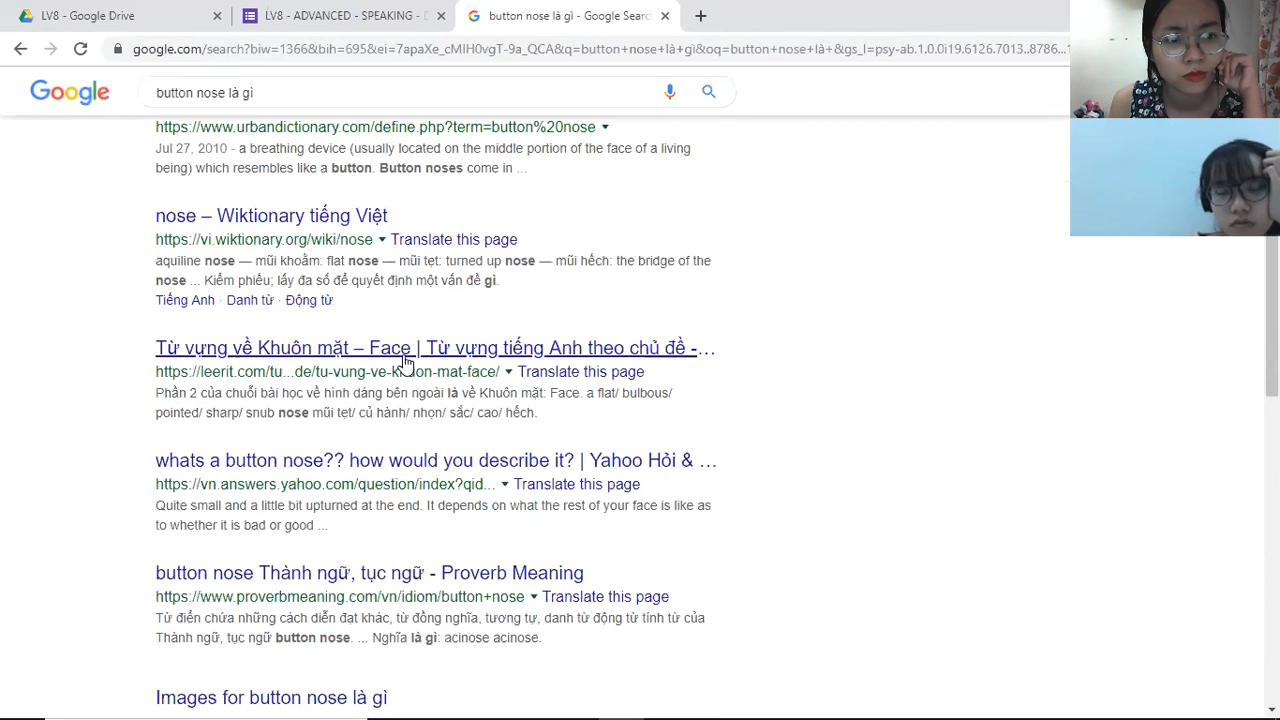 LV8 - Google Drive
LV8 - ADVANCED - SPEAKING - D
button nose là gì - Google Search
google.com/search?biw=1366&bih=695&ei=7apaXe_cMIH0vgT-9a_QCA&q=button+nose+là+gì&oq=button+nose+là+&gs_l=psy-ab.1.0.0i19.6126.7013..8786...1
Google
button nose là gì
https://www.urbandictionary.com/define.php?term=button%20nose
Jul 27, 2010 - a breathing device (usually located on the middle portion of the face of a living
being) which resembles like a button. Button noses come in ...
nose – Wiktionary tiếng Việt
https://vi.wiktionary.org/wiki/nose Translate this page
aquiline nose — mũi khoằm: flat nose — mũi tẹt: turned up nose — mũi hếch: the bridge of the
nose ... Kiểm phiếu; lấy đa số để quyết định một vấn đề gì.
Tiếng Anh · Danh từ · Động từ
Từ vựng về Khuôn mặt – Face | Từ vựng tiếng Anh theo chủ đề -...
https://leerit.com/tu...de/tu-vung-ve-khuon-mat-face/ Translate this page
Phần 2 của chuỗi bài học về hình dáng bên ngoài là về Khuôn mặt: Face. a flat/ bulbous/
pointed/ sharp/ snub nose mũi tẹt/ củ hành/ nhọn/ sắc/ cao/ hếch.
whats a button nose?? how would you describe it? | Yahoo Hỏi & ...
https://vn.answers.yahoo.com/question/index?qid... Translate this page
Quite small and a little bit upturned at the end. It depends on what the rest of your face is like as
to whether it is bad or good ...
button nose Thành ngữ, tục ngữ - Proverb Meaning
https://www.proverbmeaning.com/vn/idiom/button+nose Translate this page
Từ điển chứa những cách diễn đạt khác, từ đồng nghĩa, tương tự, danh từ động từ tính từ của
Thành ngữ, tục ngữ button nose. ... Nghĩa là gì: acinose acinose.
Images for button nose là gì